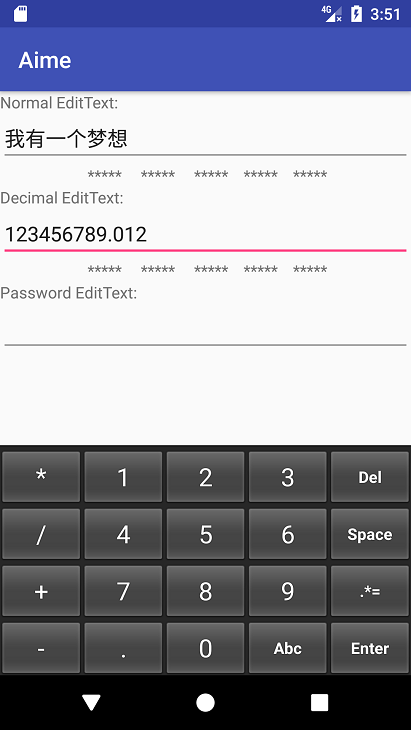 4G 3:51
Aime
Normal EditText:
我有一个梦想
***** ***** ***** ***** *****
Decimal EditText:
123456789.012
***** ***** ***** ***** *****
Password EditText:
* 1 2 3 Del
/ 4 5 6 Space
+ 7 8 9 .*=
- . 0 Abc Enter